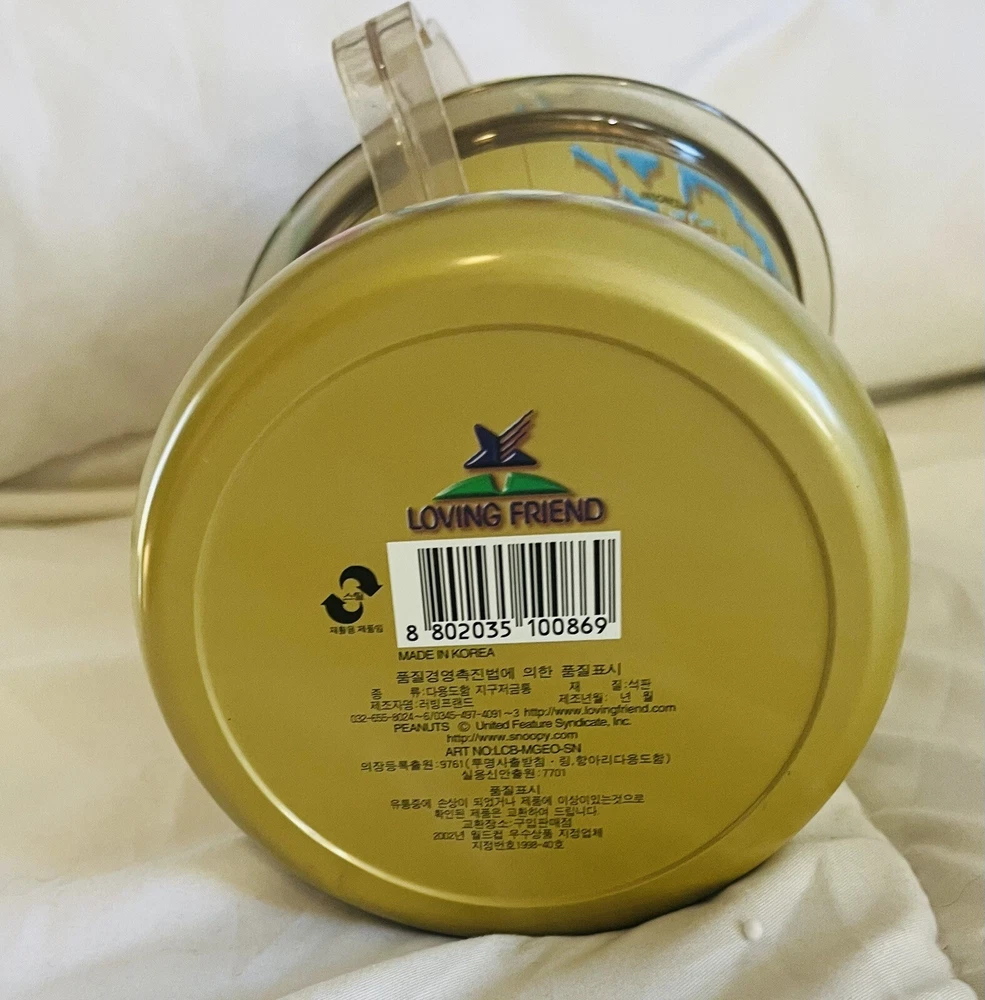 LOVING FRIEND
8 802035 100869
스틸
재활용 제품임
MADE IN KOREA
품질경영촉진법에 의한 품질표시
종 류:다용도함 지구저금통 재 질:석판
제조자명:러빙프랜드 제조년월: 년 월
032-655-8024~6/0345-497-4091~3 http://www.lovingfriend.com
PEANUTS © United Feature Syndicate, Inc.
http://www.snoopy.com
ART NO:LCB-MGEO-SN
의장등록출원:9761(투명사출받침·링,항아리다용도함)
실용신안출원:7701
품질표시
유통중에 손상이 되었거나 제품에 이상이있는것으로
확인된 제품은 교환하여 드립니다.
교환장소:구입판매점
2002년 월드컵 우수상품 지정업체
지정번호1998-40호